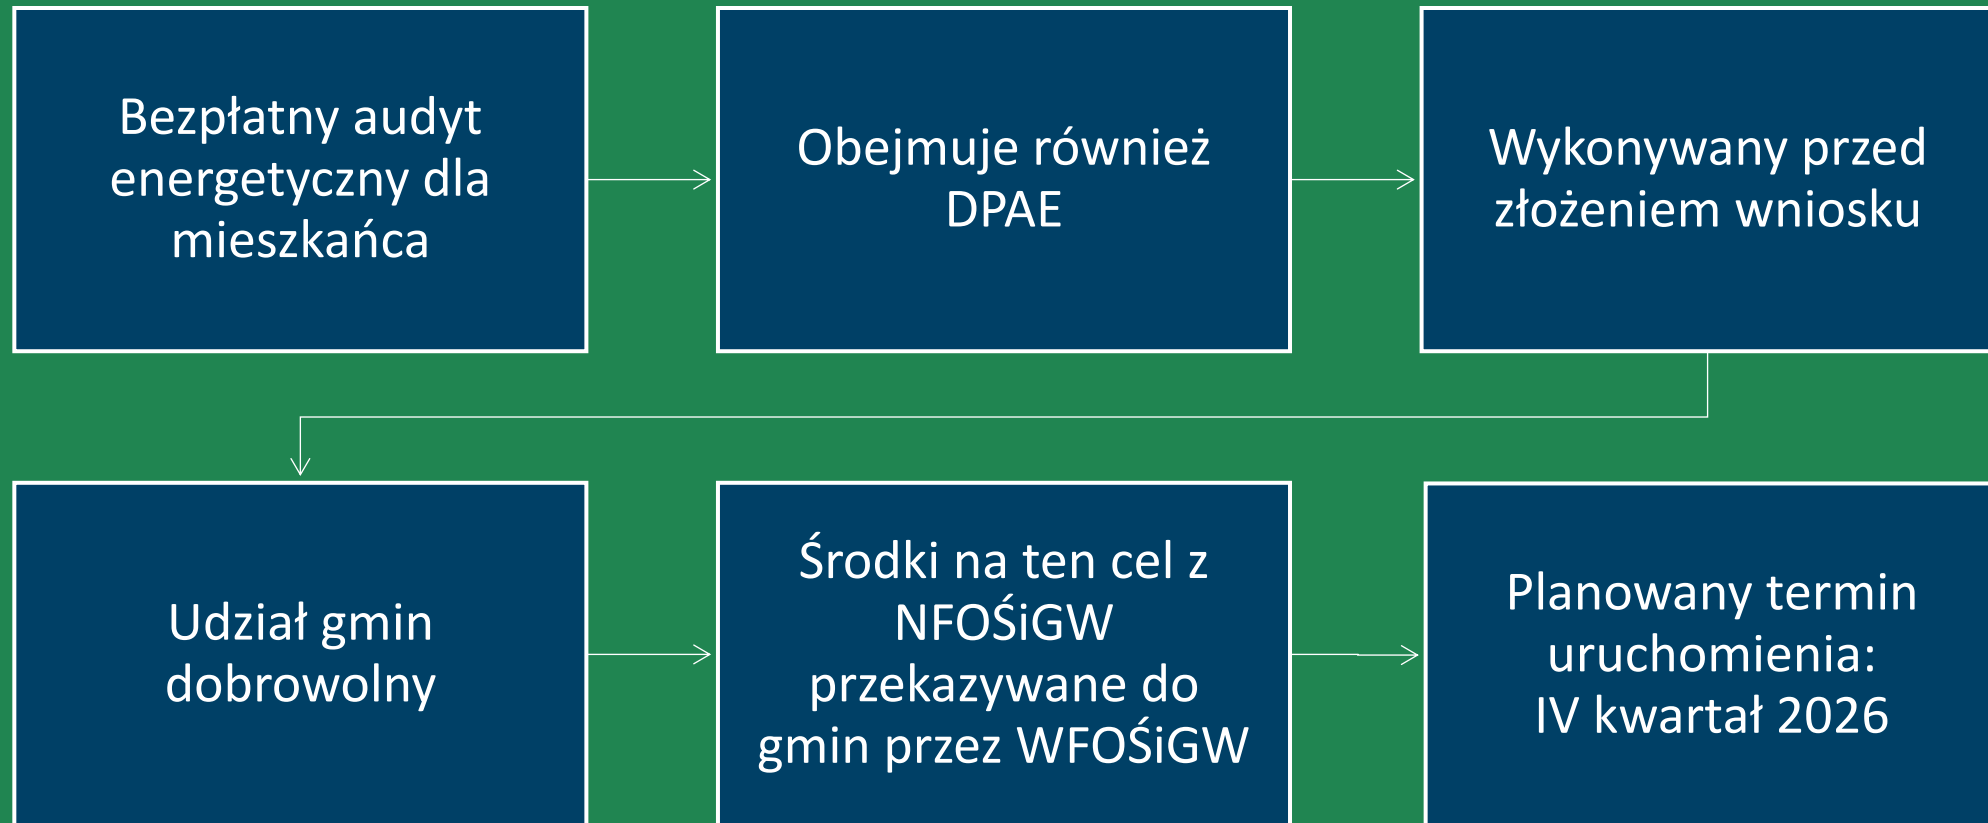 Bezpłatny audyt
energetyczny dla
mieszkańca
Obejmuje również
DPAE
Wykonywany przed
złożeniem wniosku
Udział gmin
dobrowolny
Środki na ten cel z
NFOŚiGW
przekazywane do
gmin przez WFOŚiGW
Planowany termin
uruchomienia:
IV kwartał 2026